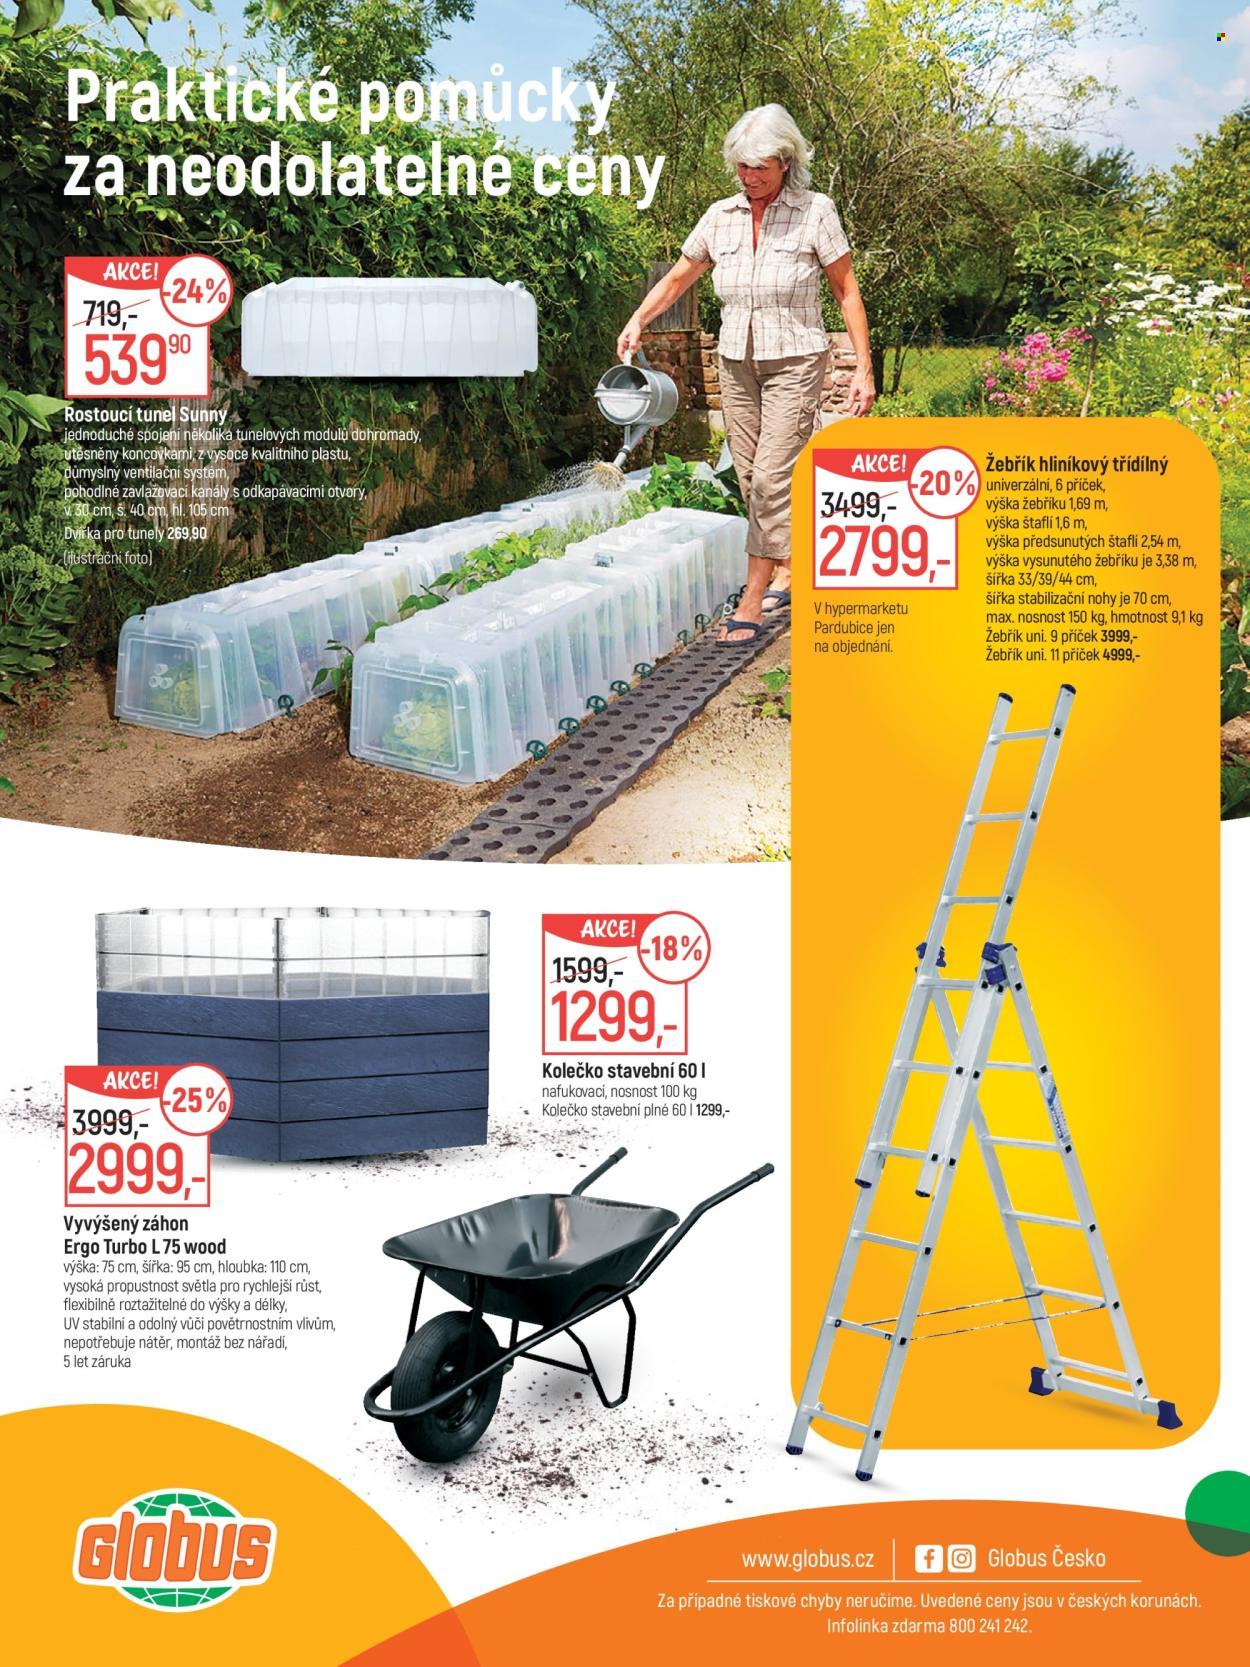 Praktické pomůcky
za neodolatelné ceny
AKCE!
-24%
719,-
539 90
Rostoucí tunel Sunny
jednoduché spojení několika tunelových modulů dohromady,
utěsněny koncovkami, z vysoce kvalitního plastu,
důmyslný ventilační systém,
pohodlné zavlažovací kanály s odkapávacími otvory,
v. 30 cm, š. 40 cm, hl. 105 cm
Dvířka pro tunely 269,90
(ilustrační foto)
AKCE!
-20%
3499,-
2799,-
V hypermarketu
Pardubice jen
na objednání.
Žebřík hliníkový třídílný
univerzální, 6 příček,
výška žebříku 1,69 m,
výška štaflí 1,6 m,
výška předsunutých štaflí 2,54 m,
výška vysunutého žebříku je 3,38 m,
šířka 33/39/44 cm,
šířka stabilizační nohy je 70 cm,
max. nosnost 150 kg, hmotnost 9,1 kg
Žebřík uni. 9 příček 3999,-
Žebřík uni. 11 příček 4999,-
AKCE!
-18%
1599,-
1299,-
Kolečko stavební 60 l
nafukovací, nosnost 100 kg
Kolečko stavební plné 60 l 1299,-
AKCE!
-25%
3999,-
2999,-
Vyvýšený záhon
Ergo Turbo L 75 wood
výška: 75 cm, šířka: 95 cm, hloubka: 110 cm,
vysoká propustnost světla pro rychlejší růst,
flexibilně roztažitelné do výšky a délky,
UV stabilní a odolný vůči povětrnostním vlivům,
nepotřebuje nátěr, montáž bez nářadí,
5 let záruka
Globus
www.globus.cz
Globus Česko
Za případné tiskové chyby neručíme. Uvedené ceny jsou v českých korunách.
Infolinka zdarma 800 241 242.